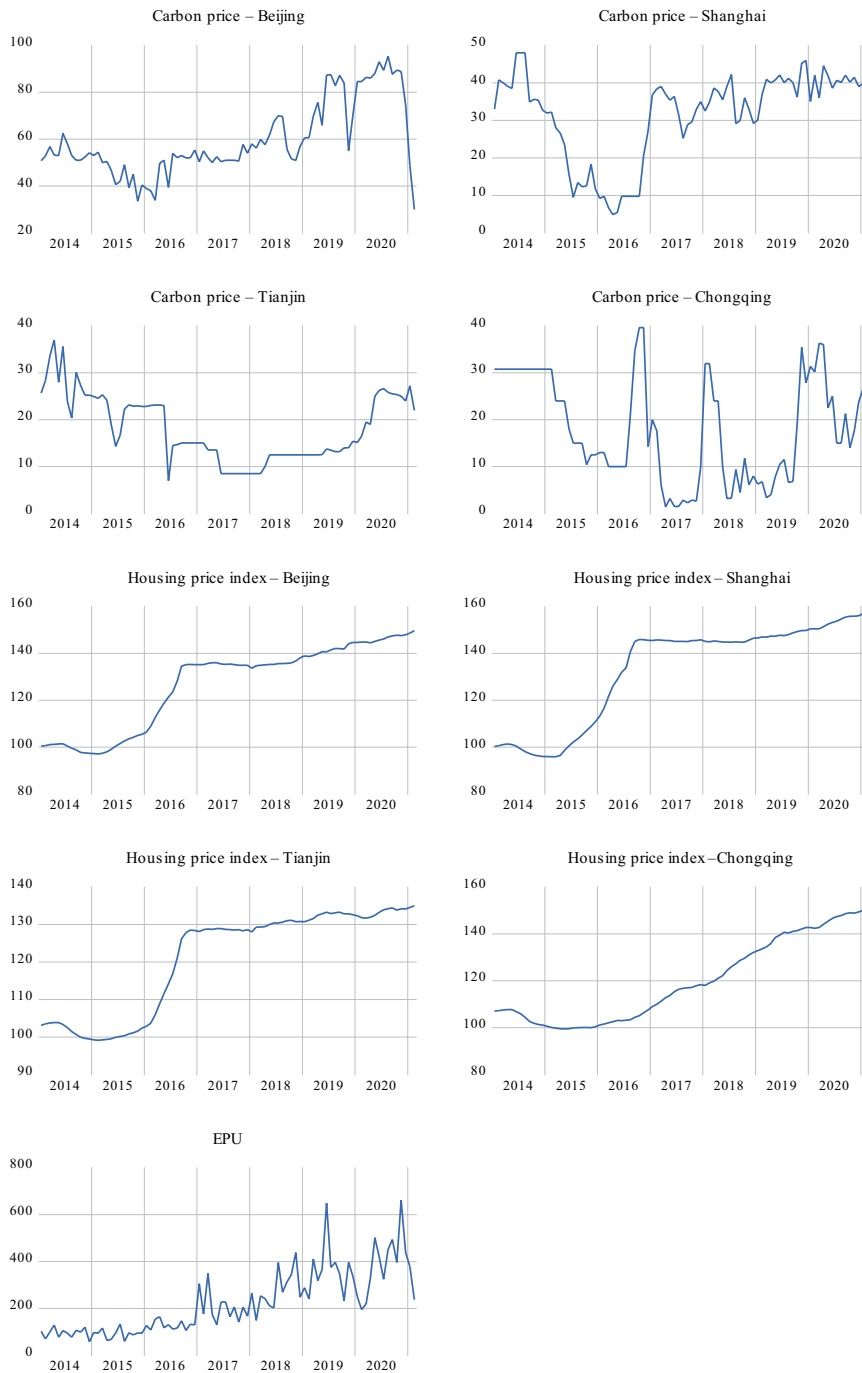 Carbon price – Beijing
100
80
60
40
20
2014 2015 2016 2017 2018 2019 2020
Carbon price – Shanghai
50
40
30
20
10
0
2014 2015 2016 2017 2018 2019 2020
Carbon price – Tianjin
40
30
20
10
0
2014 2015 2016 2017 2018 2019 2020
Carbon price – Chongqing
40
30
20
10
0
2014 2015 2016 2017 2018 2019 2020
Housing price index – Beijing
160
140
120
100
80
2014 2015 2016 2017 2018 2019 2020
Housing price index – Shanghai
160
140
120
100
80
2014 2015 2016 2017 2018 2019 2020
Housing price index – Tianjin
140
130
120
110
100
90
2014 2015 2016 2017 2018 2019 2020
Housing price index –Chongqing
160
140
120
100
80
2014 2015 2016 2017 2018 2019 2020
EPU
800
600
400
200
0
2014 2015 2016 2017 2018 2019 2020